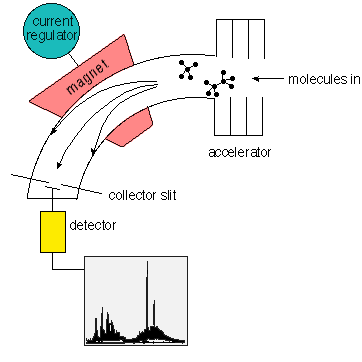 current
regulator
magnet
molecules in
accelerator
collector slit
detector